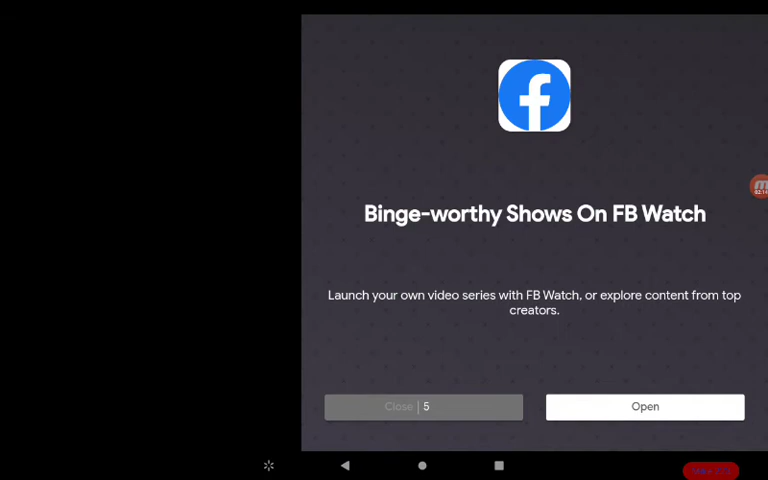 Binge-worthy Shows On FB Watch
Launch your own video series with FB Watch, or explore content from top
creators.
Close | 5
Open